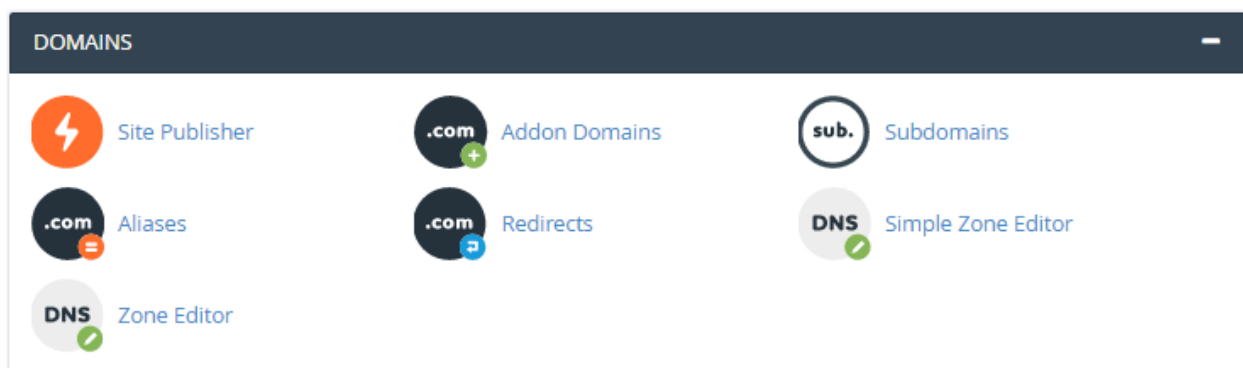 DOMAINS
.com
sub.
Site Publisher
Addon Domains
Subdomains
.com
.com
DNS
Aliases
Redirects
Simple Zone Editor
DNS
Zone Editor